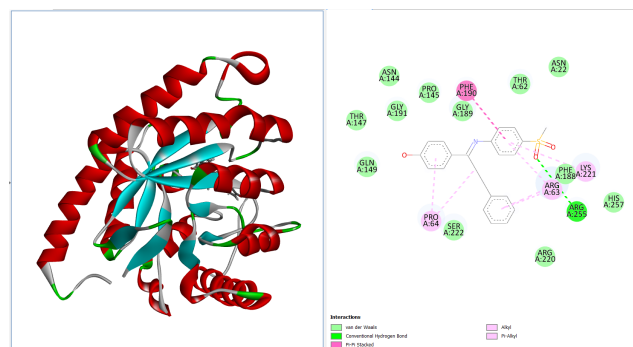 ASN
A:22
ASN
A:144
THR
A:62
PRO
A:145
PHE
A:190
GLY
A:191
GLY
A:189
THR
A:147
N
O
O
O
S
GLN
A:149
PHE
A:188
LYS
A:221
ARG
A:63
HIS
A:257
ARG
A:255
PRO
A:64
SER
A:222
ARG
A:220
Interactions
van der Waals
Conventional Hydrogen Bond
Pi-Pi Stacked
Alkyl
Pi-Alkyl